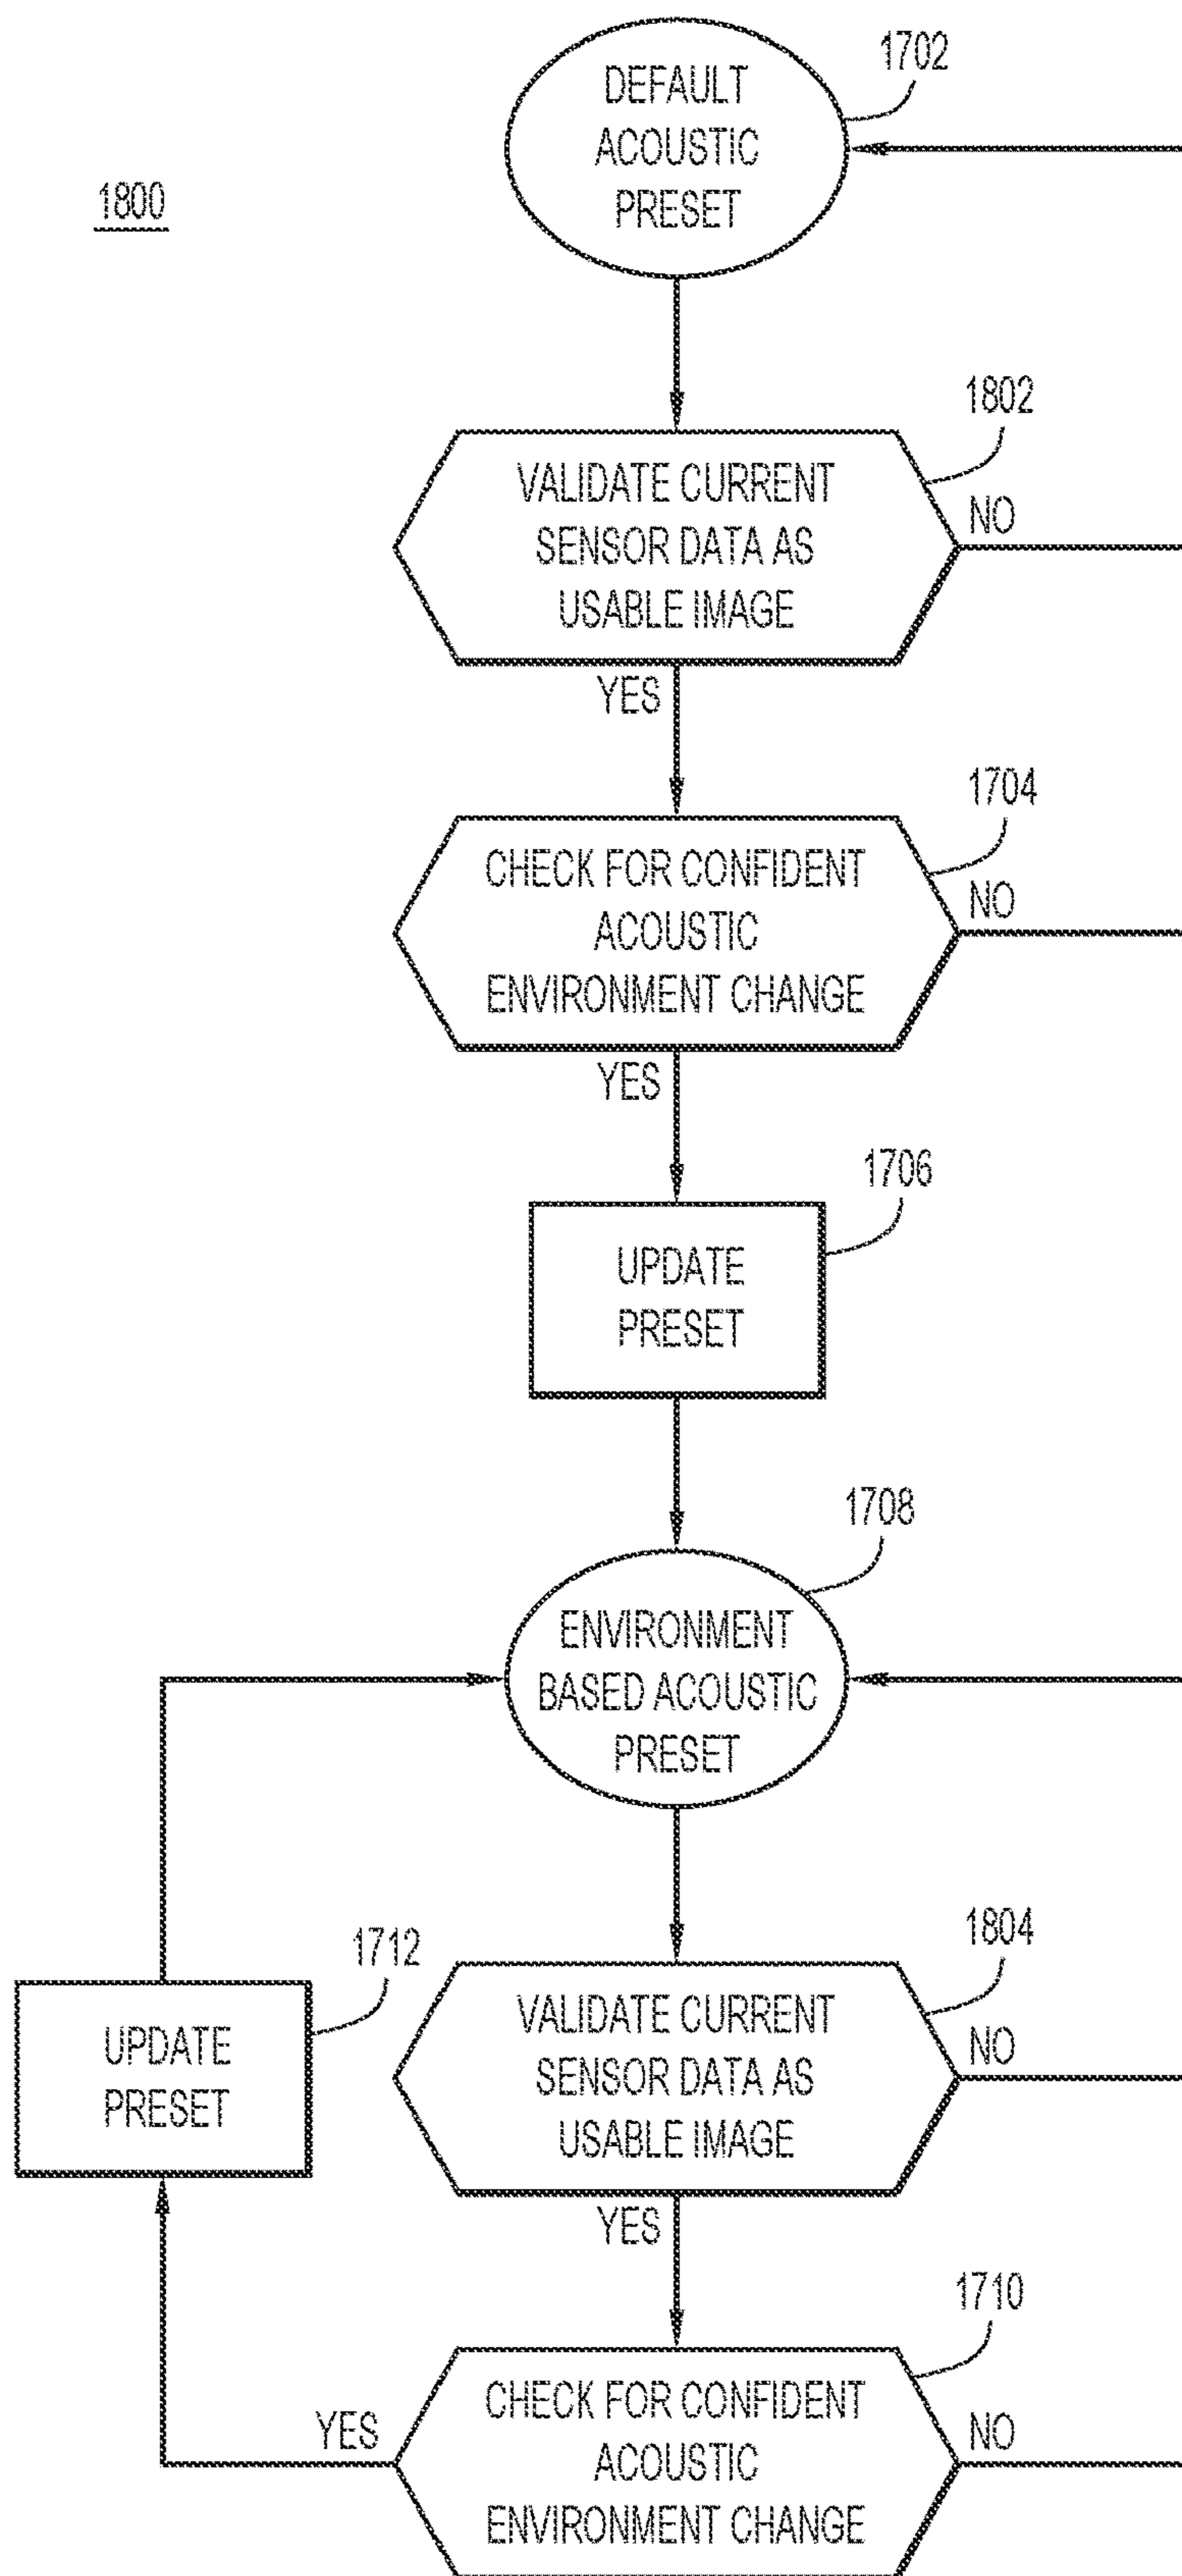 1702
DEFAULT
ACOUSTIC
PRESET
1800
1802
VALIDATE CURRENT
SENSOR DATA AS
USABLE IMAGE
NO
YES
1704
CHECK FOR CONFIDENT
ACOUSTIC
ENVIRONMENT CHANGE
NO
YES
1706
UPDATE
PRESET
1708
ENVIRONMENT
BASED ACOUSTIC
PRESET
1804
1712
VALIDATE CURRENT
SENSOR DATA AS
USABLE IMAGE
NO
UPDATE
PRESET
YES
1710
CHECK FOR CONFIDENT
ACOUSTIC
ENVIRONMENT CHANGE
YES
NO